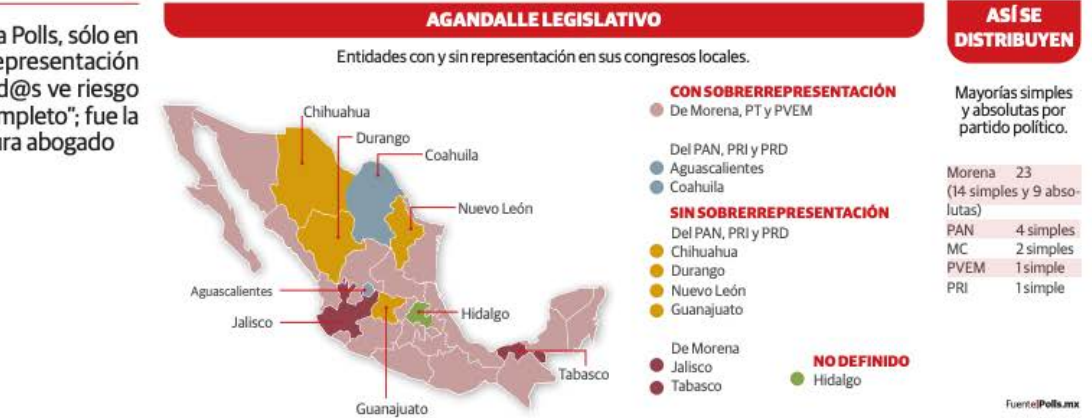 a Polls, sólo en
epresentación
d@s ve riesgo
mpleto"; fue la
ura abogado
AGANDALLE LEGISLATIVO
Entidades con y sin representación en sus congresos locales.
Chihuahua
Durango
Coahuila
Nuevo León
Aguascalientes
Jalisco
Hidalgo
Tabasco
Guanajuato
CON SOBRERREPRESENTACIÓN
De Morena, PT y PVEM
Del PAN, PRI y PRD
Aguascalientes
Coahuila
SIN SOBRERREPRESENTACIÓN
Del PAN, PRI y PRD
Chihuahua
Durango
Nuevo León
Guanajuato
De Morena
Jalisco
Tabasco
NO DEFINIDO
Hidalgo
ASÍ SE
DISTRIBUYEN
Mayorías simples
y absolutas por
partido político.
Morena 23
(14 simples y 9 abso-
lutas)
PAN 4 simples
MC 2 simples
PVEM 1 simple
PRI 1 simple
Fuente|Polls.mx